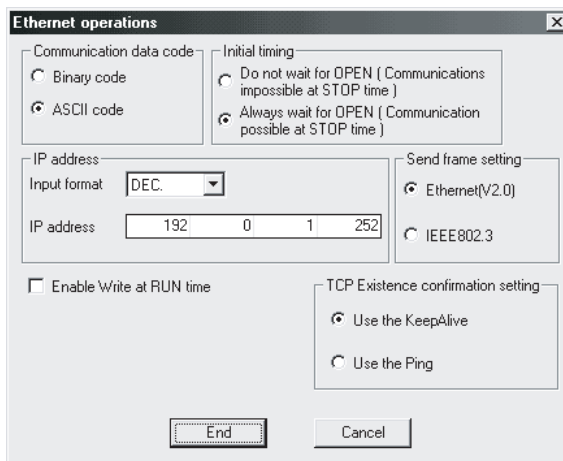 Ethernet operations
Communication data code
Binary code
ASCII code
Initial timing
Do not wait for OPEN ( Communications
impossible at STOP time )
Always wait for OPEN ( Communication
possible at STOP time )
IP address
Input format DEC.
IP address 192 0 1 252
Send frame setting
Ethernet(V2.0)
IEEE802.3
Enable Write at RUN time
TCP Existence confirmation setting
Use the KeepAlive
Use the Ping
End Cancel